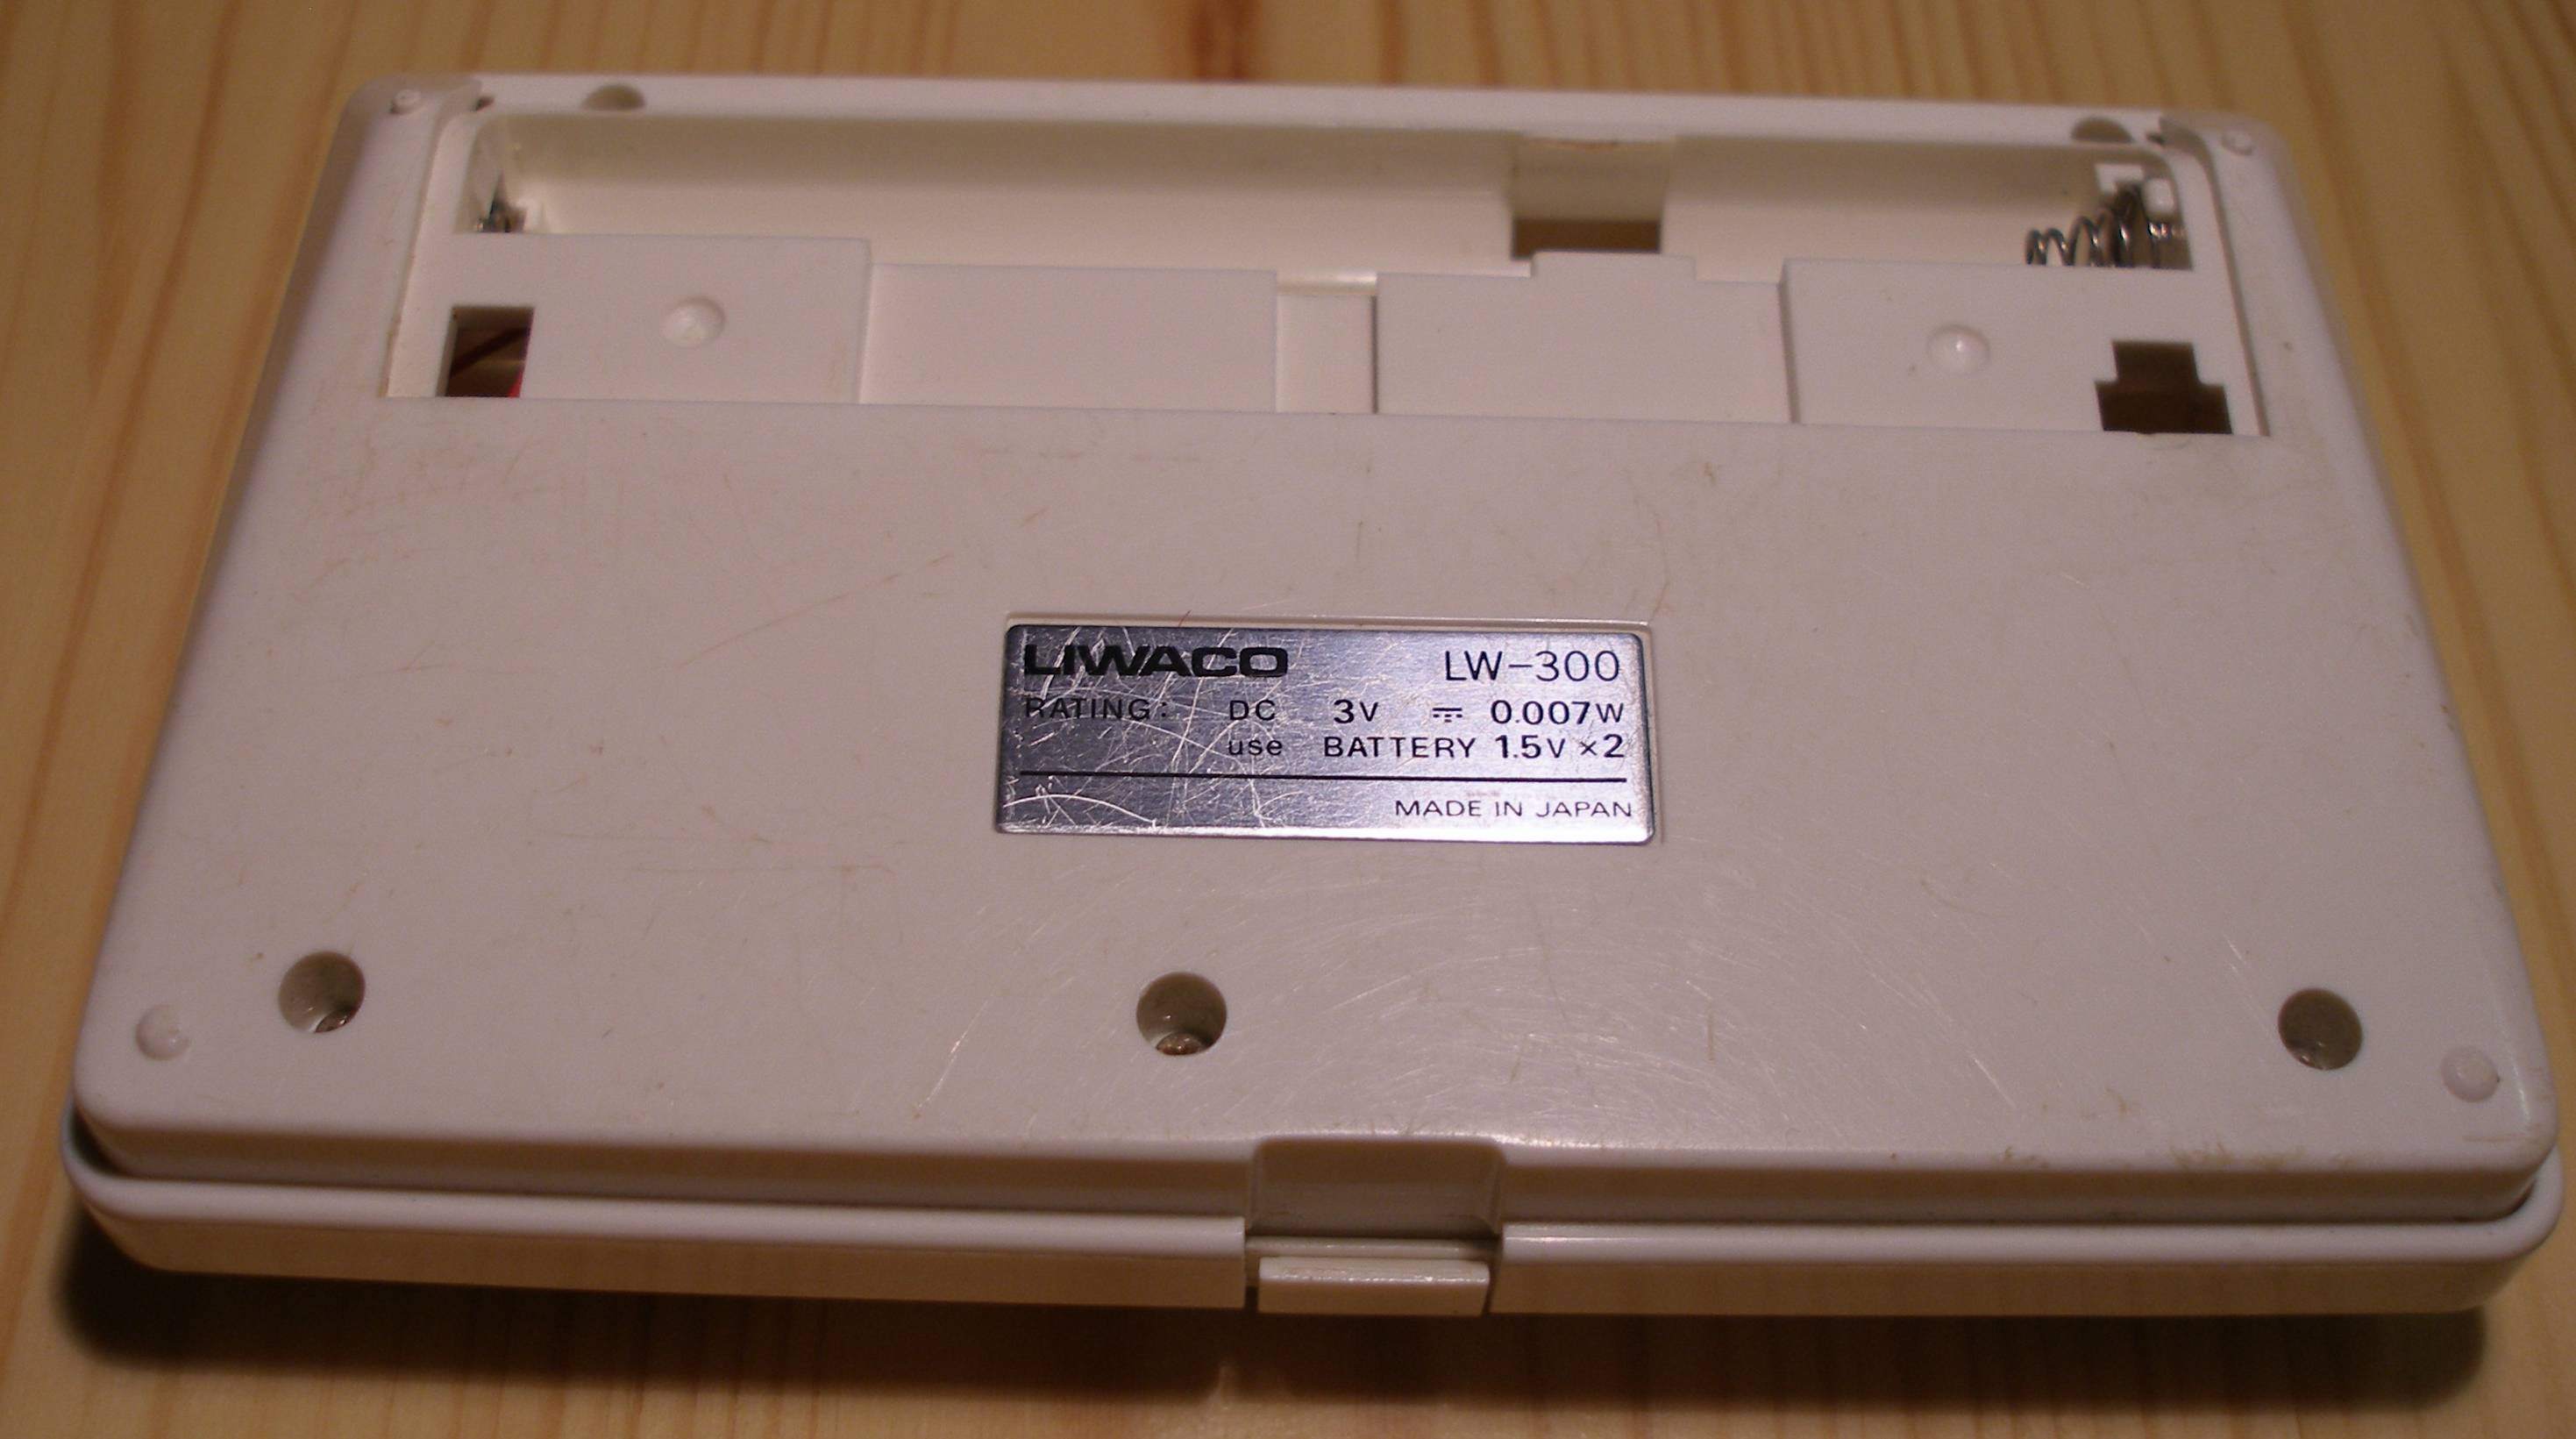 LIWACO LW-300
RATING: DC 3V ⎓ 0.007W
use BATTERY 1.5V ×2
MADE IN JAPAN